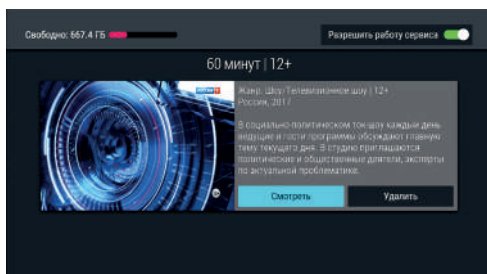 Свободно: 667.4 ГБ
Разрешить работу сервиса
60 минут | 12+
Жанр: Шоу/Телевизионное шоу | 12+
Россия, 2017
В социально-политическом ток-шоу каждый день
ведущие и гости программы обсуждают главную
тему текущего дня. В студию приглашаются
политические и общественные деятели, эксперты
по актуальной проблематике.
Смотреть
Удалить